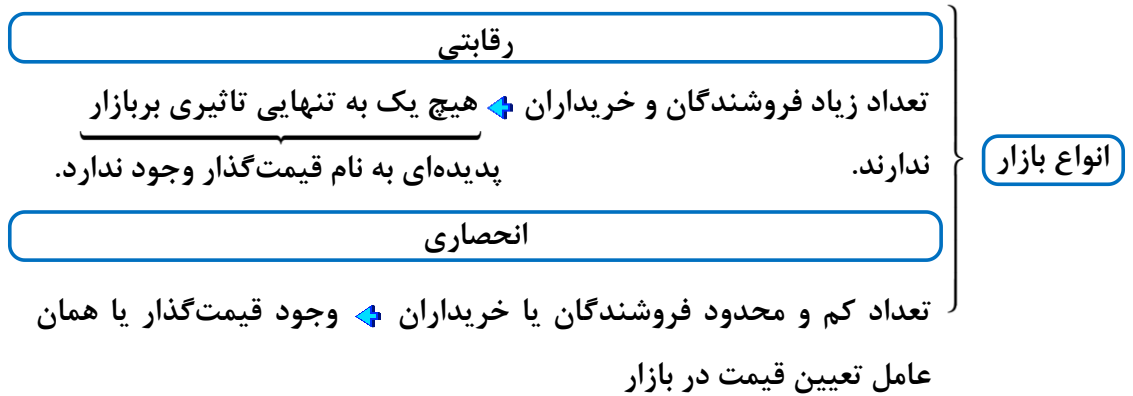 انواع بازار
رقابتی
تعداد زیاد فروشندگان و خریداران هیچ یک به تنهایی تاثیری بربازار
ندارند.
پدیده‌ای به نام قیمت‌گذار وجود ندارد.
انحصاری
تعداد کم و محدود فروشندگان یا خریداران وجود قیمت‌گذار یا همان
عامل تعیین قیمت در بازار